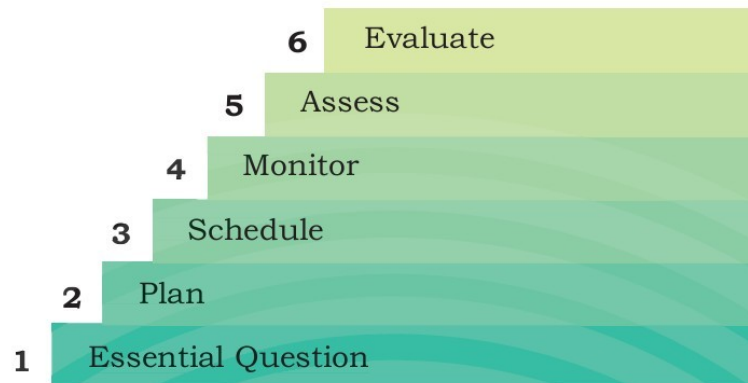 6 Evaluate
5 Assess
4 Monitor
3 Schedule
2 Plan
1 Essential Question